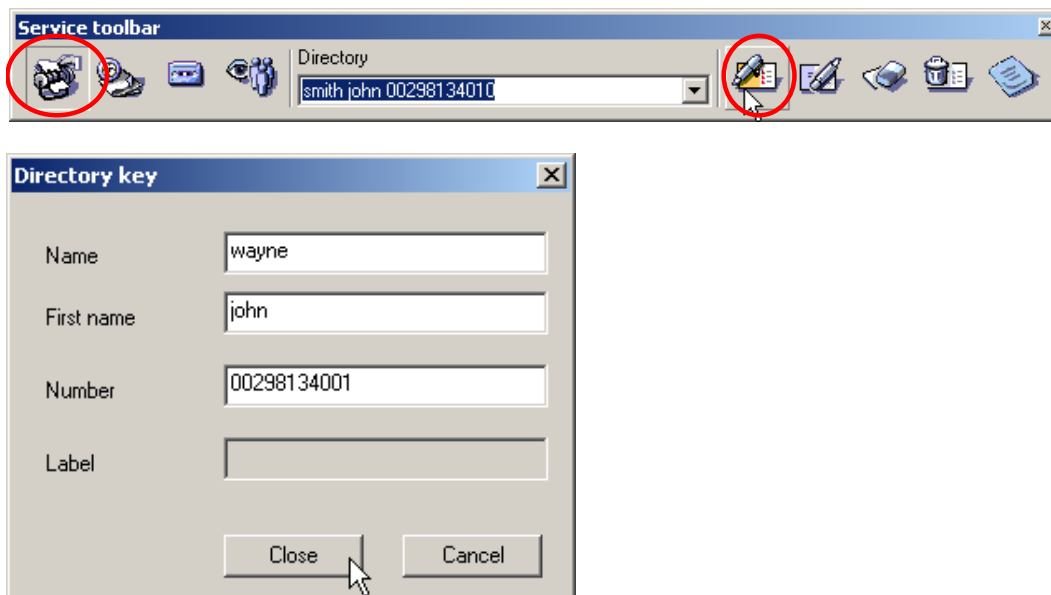 Service toolbar
Directory
smith john 00298134010
Directory key
Name
wayne
First name
john
Number
00298134001
Label
Close
Cancel